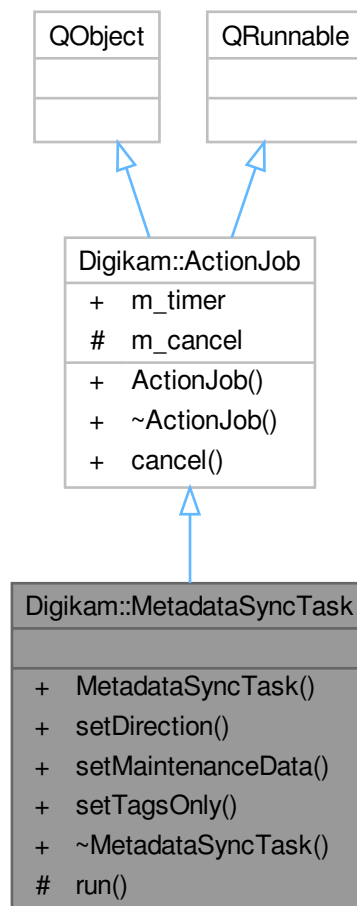 QObject
QRunnable
Digikam::ActionJob
+ m_timer
# m_cancel
+ ActionJob()
+ ~ActionJob()
+ cancel()
Digikam::MetadataSyncTask
+ MetadataSyncTask()
+ setDirection()
+ setMaintenanceData()
+ setTagsOnly()
+ ~MetadataSyncTask()
# run()